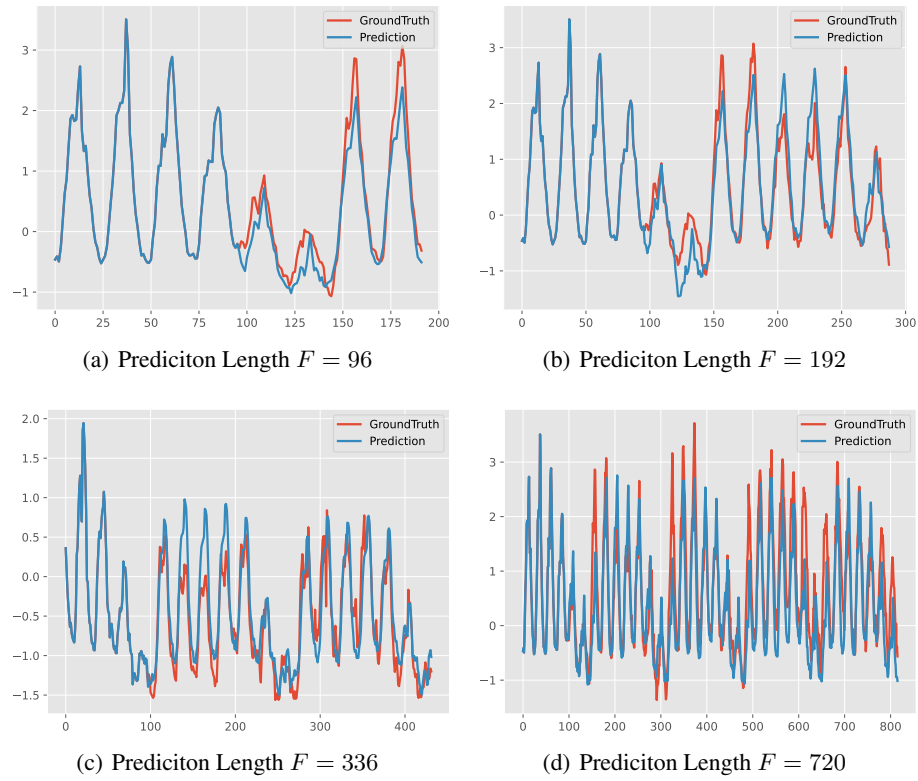 GroundTruth
Prediction
3
2
1
0
−1
0 25 50 75 100 125 150 175 200
(a) Prediciton Length F = 96
GroundTruth
Prediction
3
2
1
0
−1
0 50 100 150 200 250 300
(b) Prediciton Length F = 192
GroundTruth
Prediction
2.0
1.5
1.0
0.5
0.0
−0.5
−1.0
−1.5
0 100 200 300 400
(c) Prediciton Length F = 336
GroundTruth
Prediction
3
2
1
0
−1
0 100 200 300 400 500 600 700 800
(d) Prediciton Length F = 720